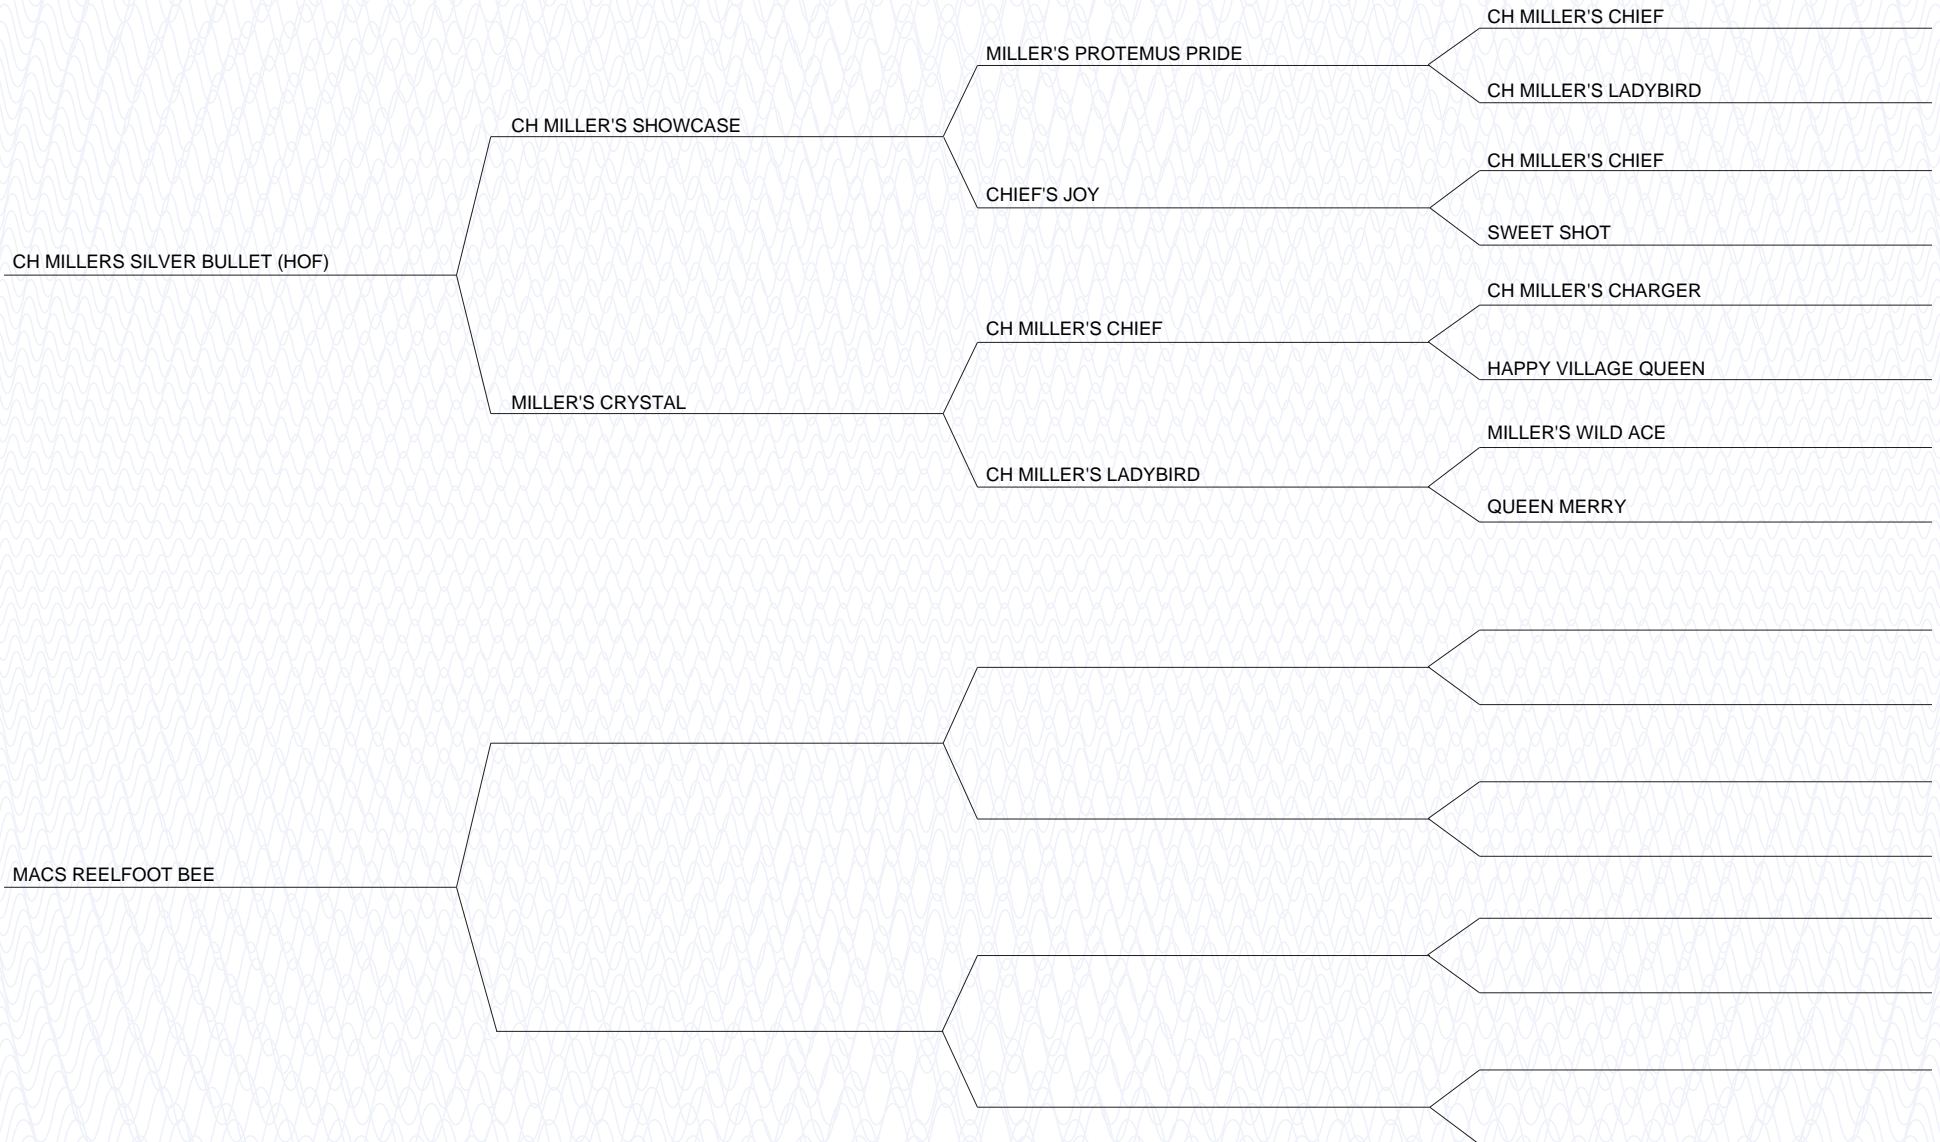 CH MILLER'S CHIEF
MILLER'S PROTEMUS PRIDE
CH MILLER'S LADYBIRD
CH MILLER'S SHOWCASE
CH MILLER'S CHIEF
CHIEF'S JOY
SWEET SHOT
CH MILLERS SILVER BULLET (HOF)
CH MILLER'S CHARGER
CH MILLER'S CHIEF
HAPPY VILLAGE QUEEN
MILLER'S CRYSTAL
MILLER'S WILD ACE
CH MILLER'S LADYBIRD
QUEEN MERRY
MACS REELFOOT BEE